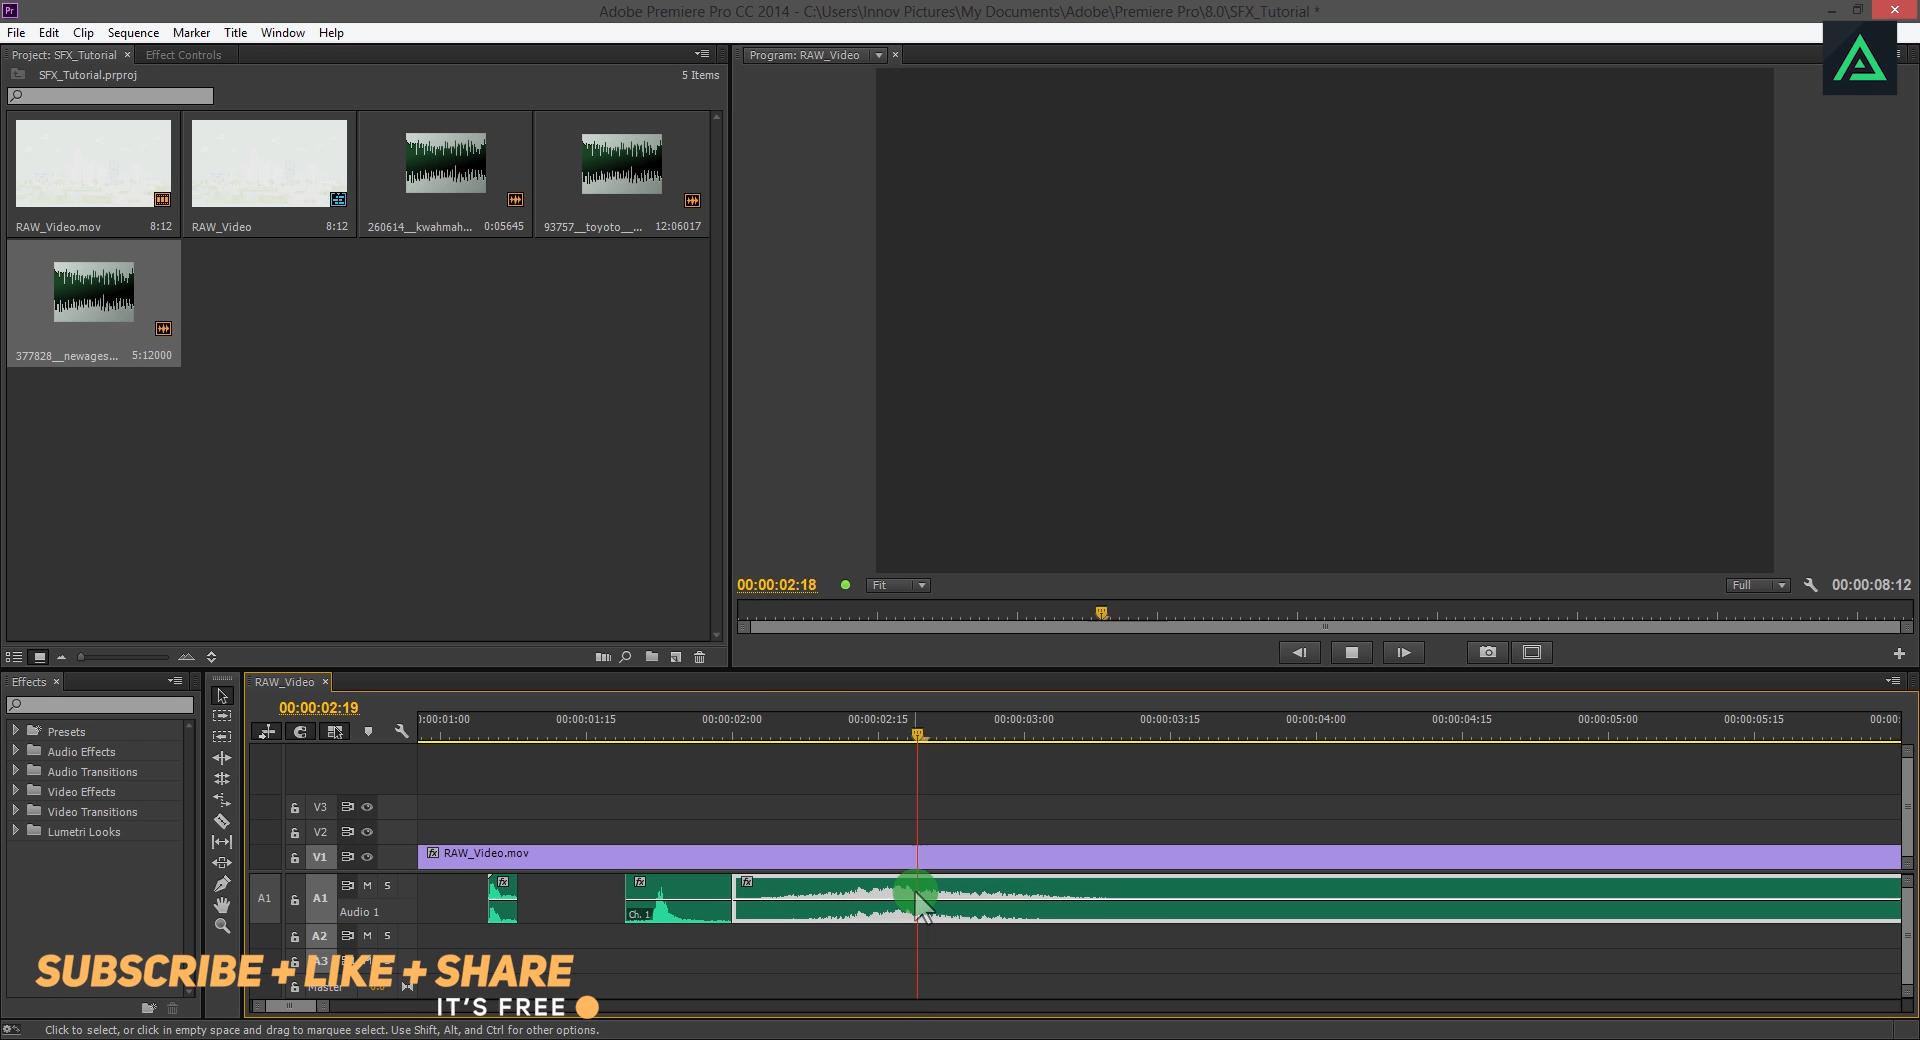 Pr
Adobe Premiere Pro CC 2014 - C:\Users\Innov Pictures\My Documents\Adobe\Premiere Pro\8.0\SFX_Tutorial *
File Edit Clip Sequence Marker Title Window Help
Project: SFX_Tutorial × Effect Controls
Program: RAW_Video ×
SFX_Tutorial.prproj 5 Items
RAW_Video.mov 8:12
RAW_Video 8:12
260614__kwahmah... 0:05645
93757__toyoto__... 12:06017
377828__newages... 5:12000
00:00:02:18 Fit Full 00:00:08:12
Effects ×
Presets
Audio Effects
Audio Transitions
Video Effects
Video Transitions
Lumetri Looks
RAW_Video ×
00:00:02:19
):00:01:00 00:00:01:15 00:00:02:00 00:00:02:15 00:00:03:00 00:00:03:15 00:00:04:00 00:00:04:15 00:00:05:00 00:00:05:15 00:00:
V3
V2
V1 fx RAW_Video.mov
A1 A1 M S fx fx fx
Audio 1 Ch. 1
A2 M S
A3
Master 0.0
SUBSCRIBE + LIKE + SHARE
IT'S FREE
Click to select, or click in empty space and drag to marquee select. Use Shift, Alt, and Ctrl for other options.